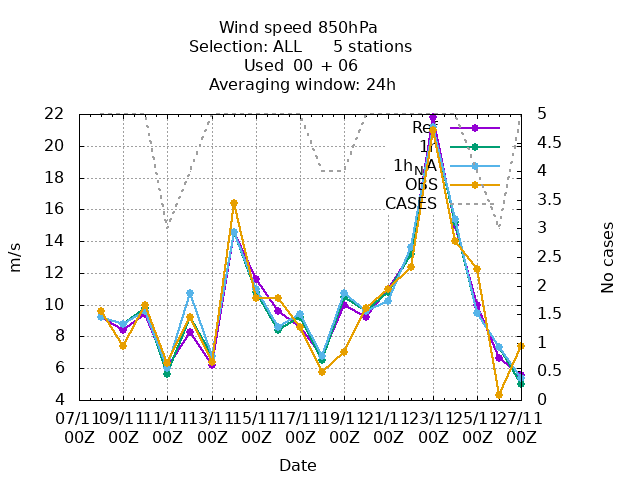 Wind speed 850hPa
Selection: ALL 5 stations
Used 00 + 06
Averaging window: 24h
m/s
22
20
18
16
14
12
10
8
6
4
5
4.5
4
3.5
3
2.5
2
1.5
1
0.5
0
No cases
Ref
1h_NA
OBS
CASES
07/11 09/11 11/11 13/11 15/11 17/11 19/11 21/11 23/11 25/11 27/11
00Z 00Z 00Z 00Z 00Z 00Z 00Z 00Z 00Z 00Z 00Z
Date